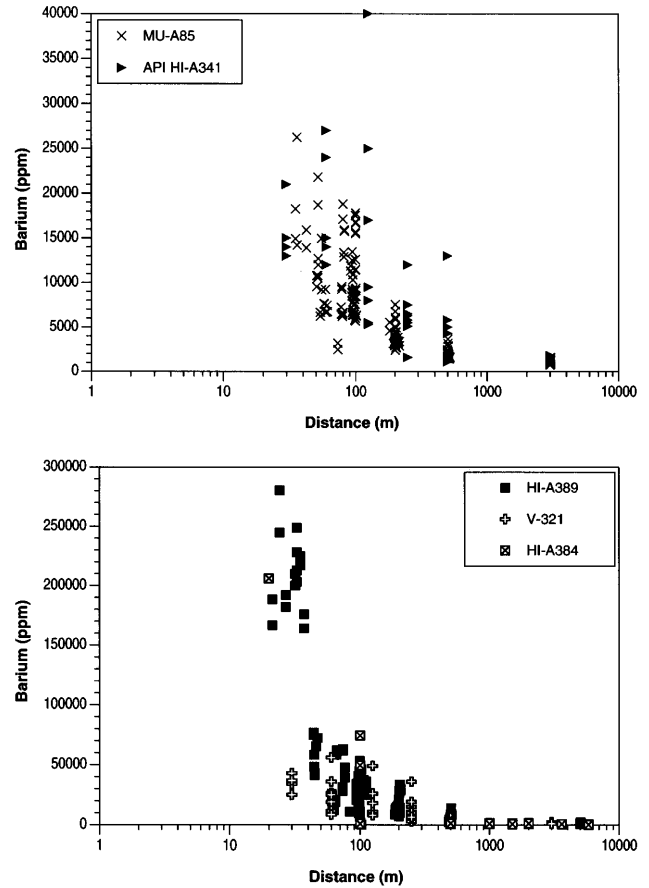 40000
MU-A85
35000
API HI-A341
30000
25000
Barium (ppm)
20000
15000
10000
5000
0
1 10 100 1000 10000
Distance (m)
300000
HI-A389
250000
V-321
HI-A384
200000
Barium (ppm)
150000
100000
50000
0
1 10 100 1000 10000
Distance (m)